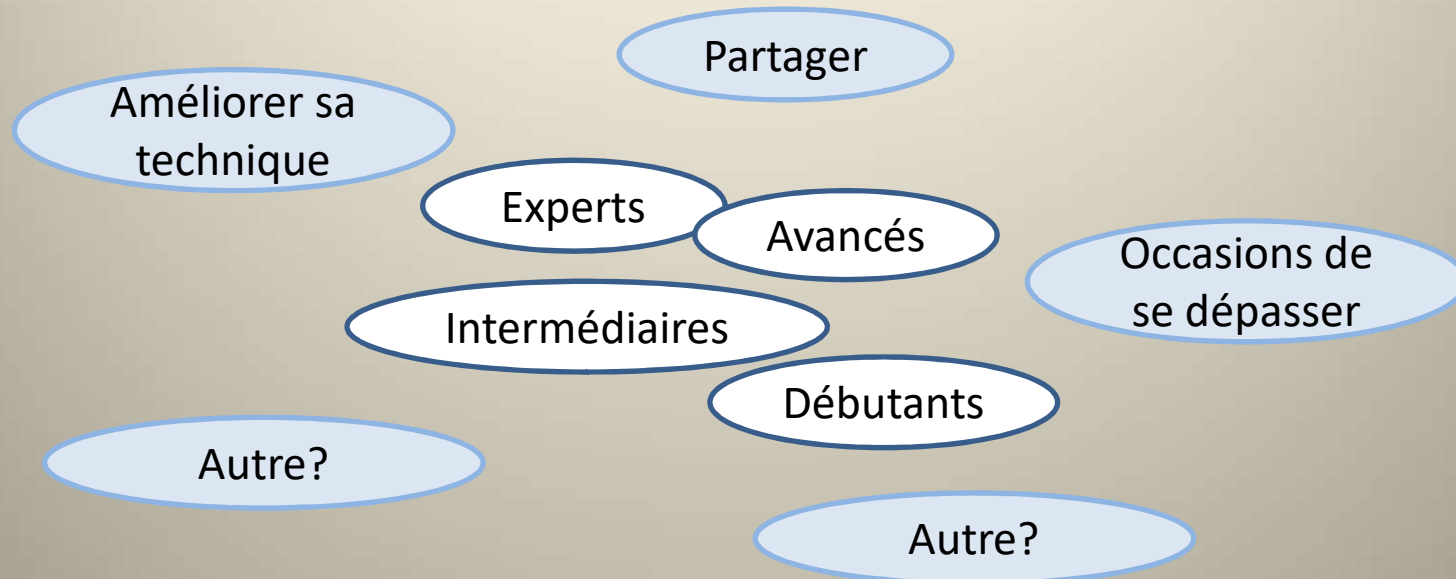 Partager
Améliorer sa
technique
Experts
Avancés
Occasions de
se dépasser
Intermédiaires
Débutants
Autre?
Autre?